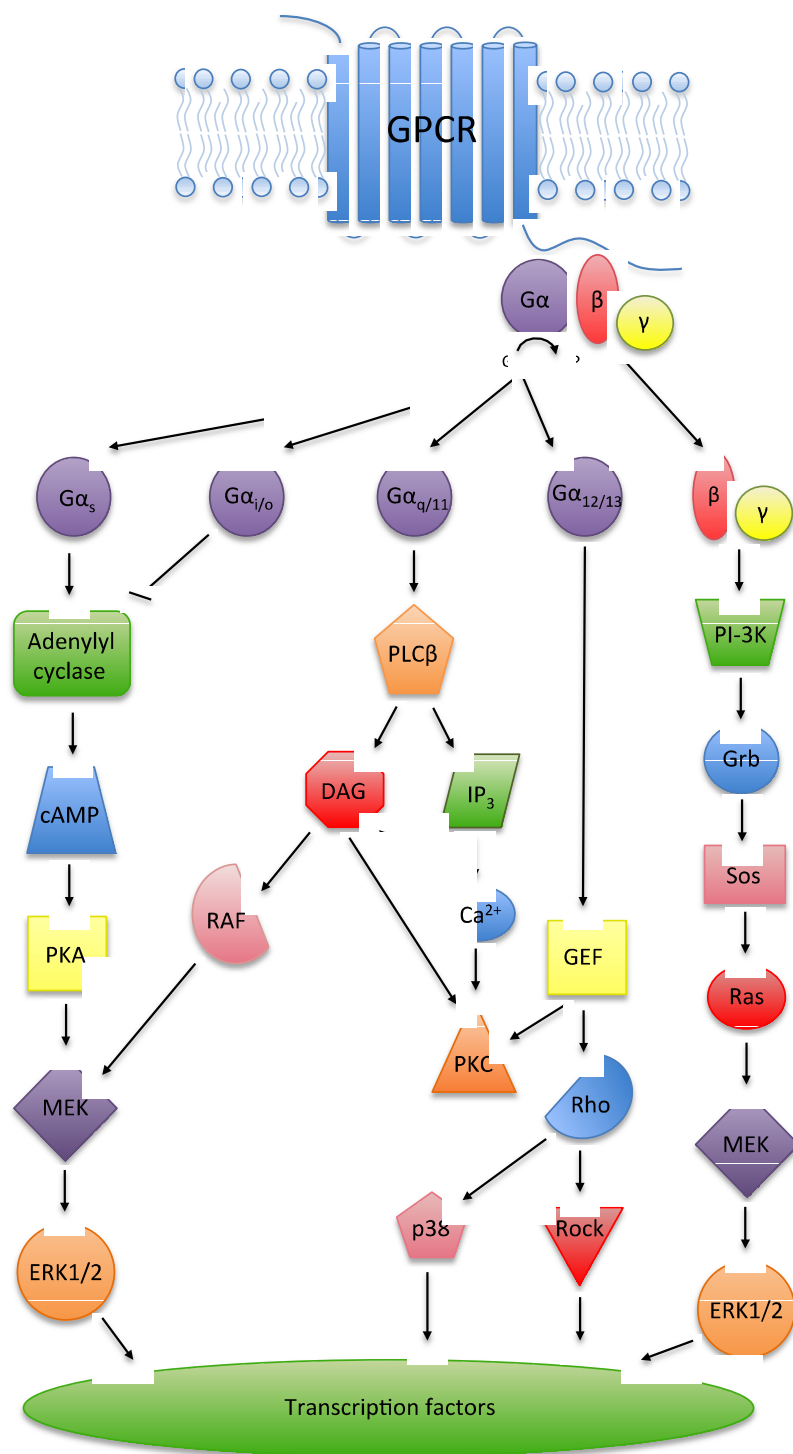 GPCR
Gα
β
γ
Gαs
Gαi/o
Gαq/11
Gα12/13
β
γ
Adenylyl
cyclase
PLCβ
PI-3K
cAMP
DAG
IP3
Grb
PKA
RAF
Ca2+
GEF
Sos
Ras
MEK
PKC
Rho
MEK
p38
Rock
ERK1/2
ERK1/2
Transcription factors